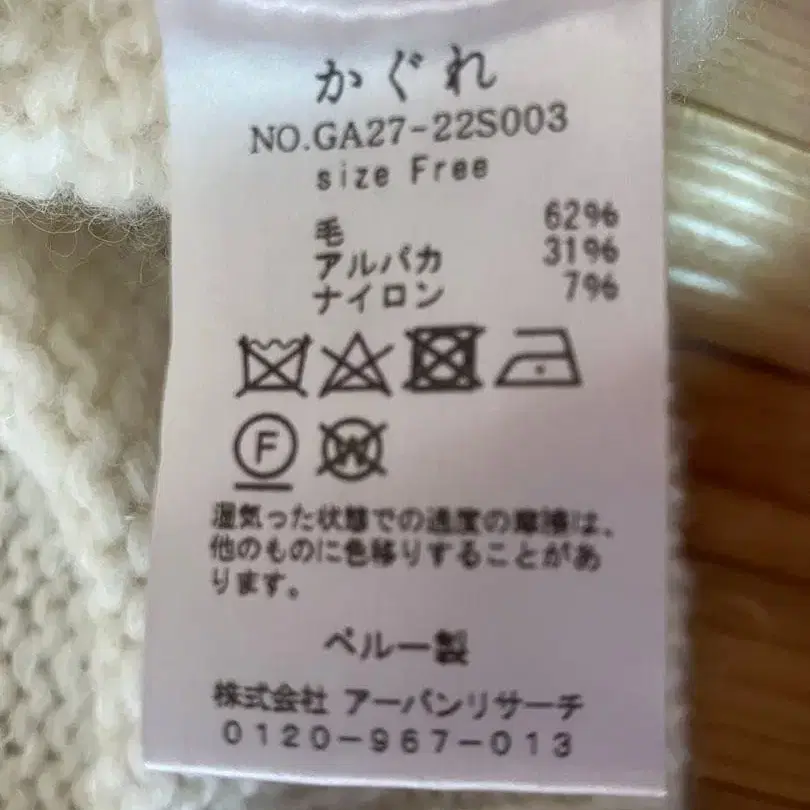 かぐれ
NO.GA27-22S003
size Free
毛 62%
アルパカ 31%
ナイロン 7%
F
W
湿気った状態での過度の摩擦は、
他のものに色移りすることがあ
ります。
ペルー製
株式会社 アーバンリサーチ
0120-967-013